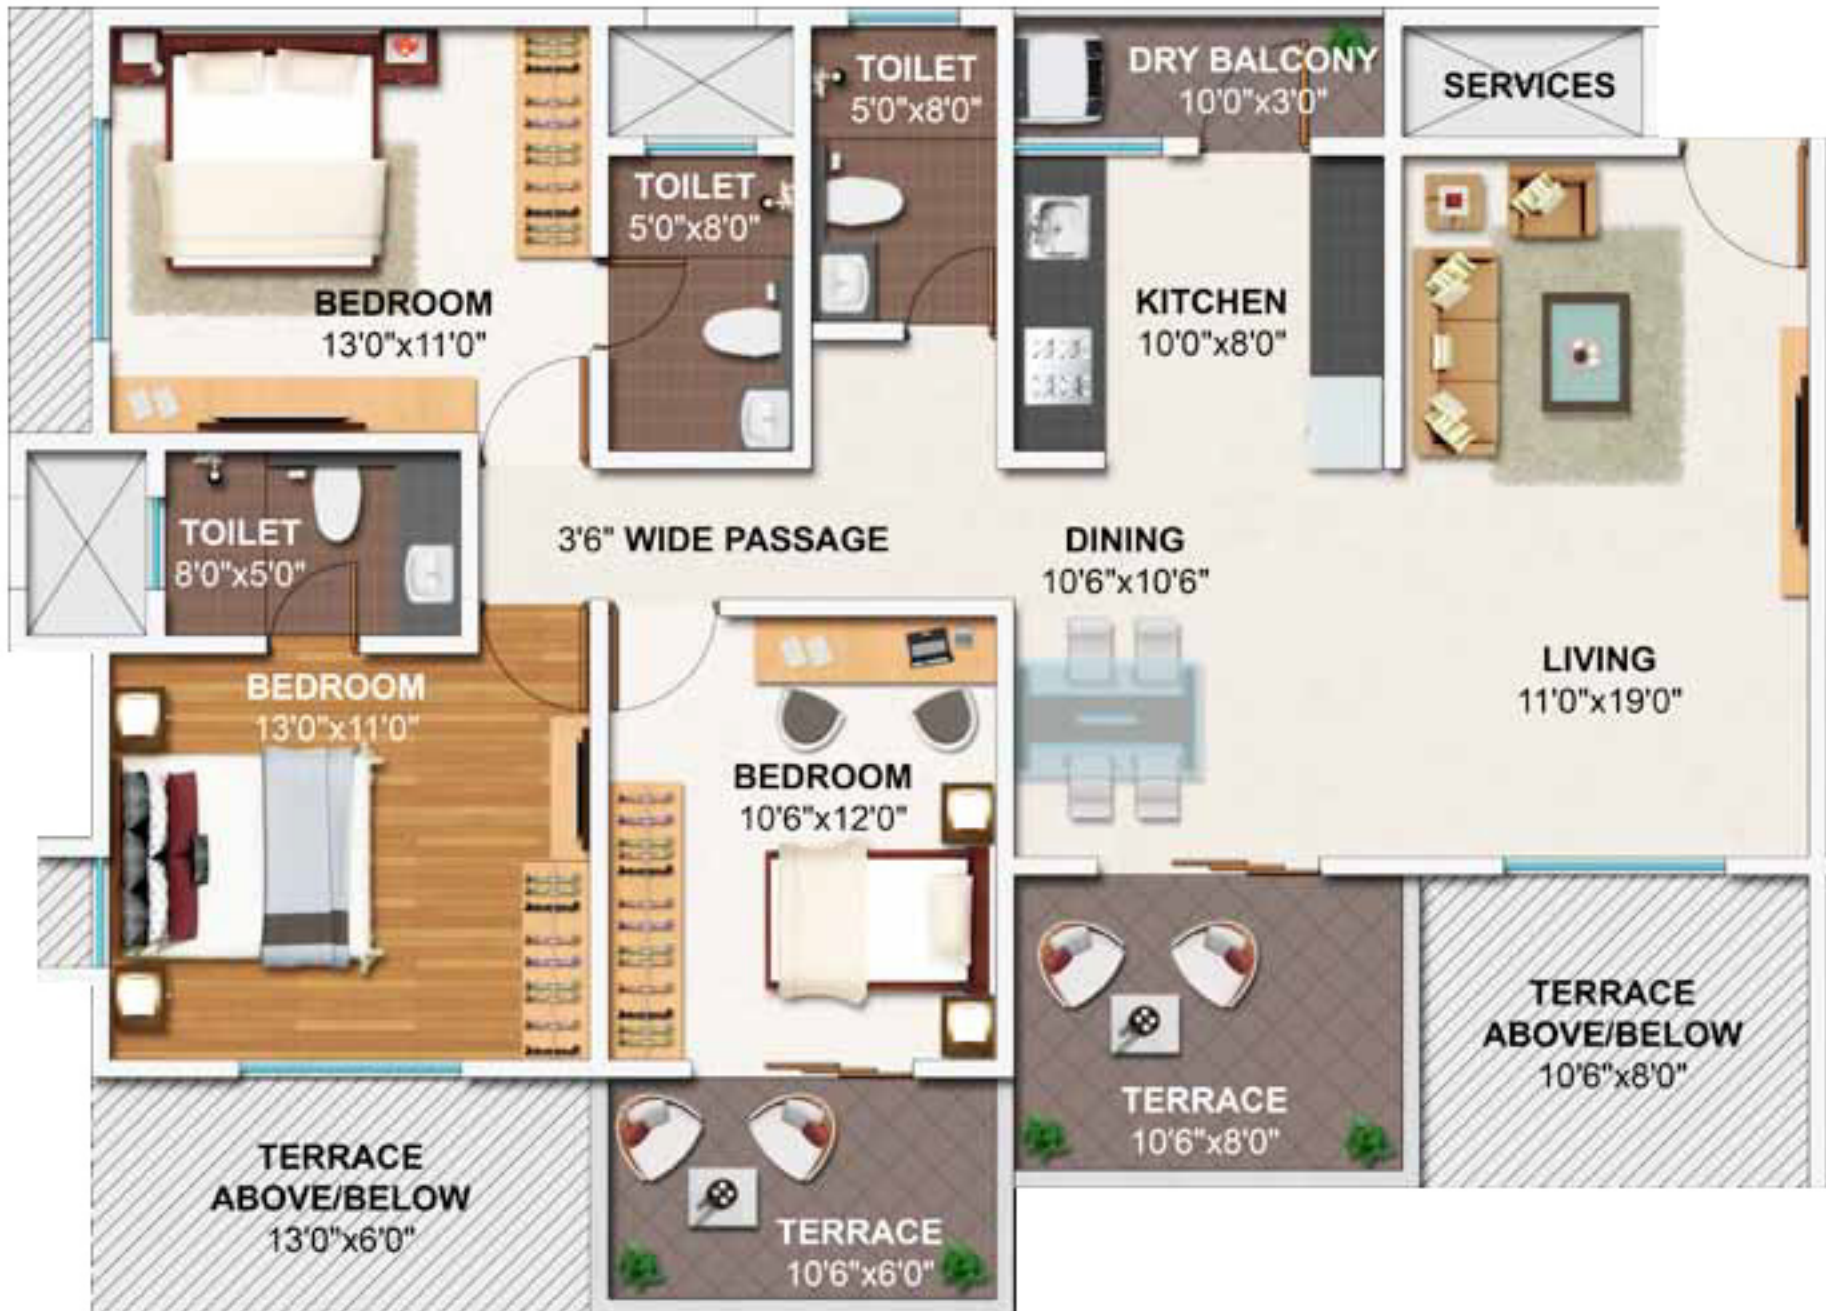 TOILET
5'0"x8'0"
DRY BALCONY
10'0"x3'0"
SERVICES
TOILET
5'0"x8'0"
BEDROOM
13'0"x11'0"
KITCHEN
10'0"x8'0"
TOILET
8'0"x5'0"
3'6" WIDE PASSAGE
DINING
10'6"x10'6"
LIVING
11'0"x19'0"
BEDROOM
13'0"x11'0"
BEDROOM
10'6"x12'0"
TERRACE
ABOVE/BELOW
10'6"x8'0"
TERRACE
10'6"x8'0"
TERRACE
ABOVE/BELOW
13'0"x6'0"
TERRACE
10'6"x6'0"